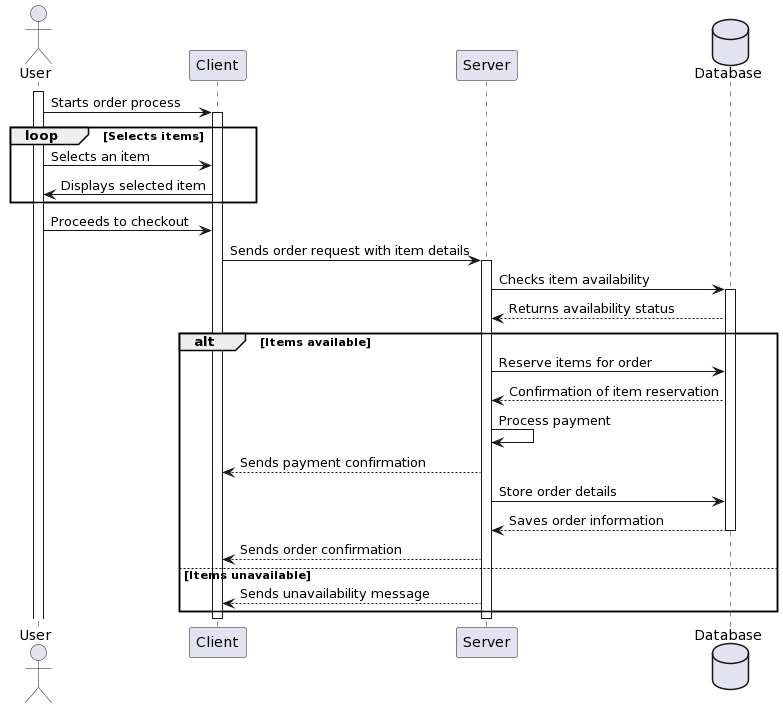 User
Client
Server
Database
Starts order process
loop
[Selects items]
Selects an item
Displays selected item
Proceeds to checkout
Sends order request with item details
Checks item availability
Returns availability status
alt
[Items available]
Reserve items for order
Confirmation of item reservation
Process payment
Sends payment confirmation
Store order details
Saves order information
Sends order confirmation
[Items unavailable]
Sends unavailability message
User
Client
Server
Database